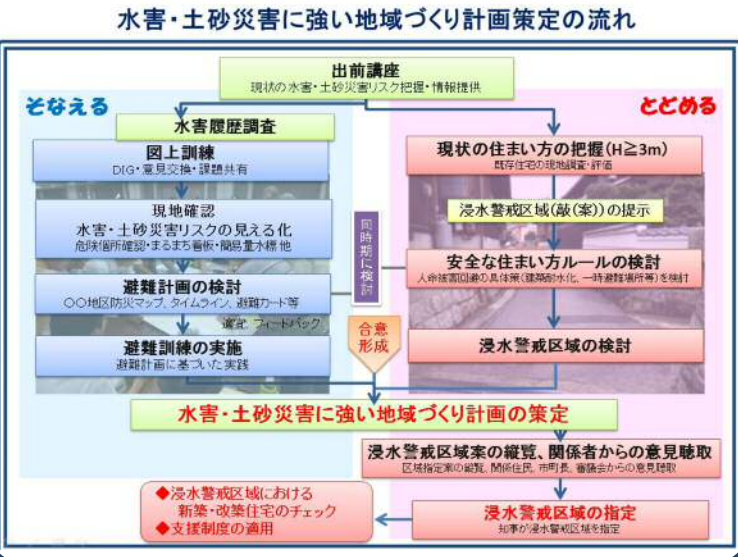 水害・土砂災害に強い地域づくり計画策定の流れ
出前講座
現状の水害・土砂災害リスク把握・情報提供
そなえる
とどめる
水害履歴調査
図上訓練
DIG・意見交換・課題共有
現地確認
水害・土砂災害リスクの見える化
危険個所確認・まるまち看板・簡易量水標 他
避難計画の検討
〇〇地区防災マップ、タイムライン、避難カード等
適宜 フィードバック
避難訓練の実施
避難計画に基づいた実践
同時期に検討
合意
形成
現状の住まい方の把握(H≧3m)
既存住宅の現地調査・評価
浸水警戒区域(敲(案))の提示
安全な住まい方ルールの検討
人命被害回避の具体策(建築耐水化、一時避難場所等)を検討
浸水警戒区域の検討
水害・土砂災害に強い地域づくり計画の策定
浸水警戒区域案の縦覧、関係者からの意見聴取
区域指定案の縦覧、関係住民、市町長、審議会からの意見聴取
浸水警戒区域の指定
知事が浸水警戒区域を指定
◆浸水警戒区域における
新築・改築住宅のチェック
◆支援制度の適用